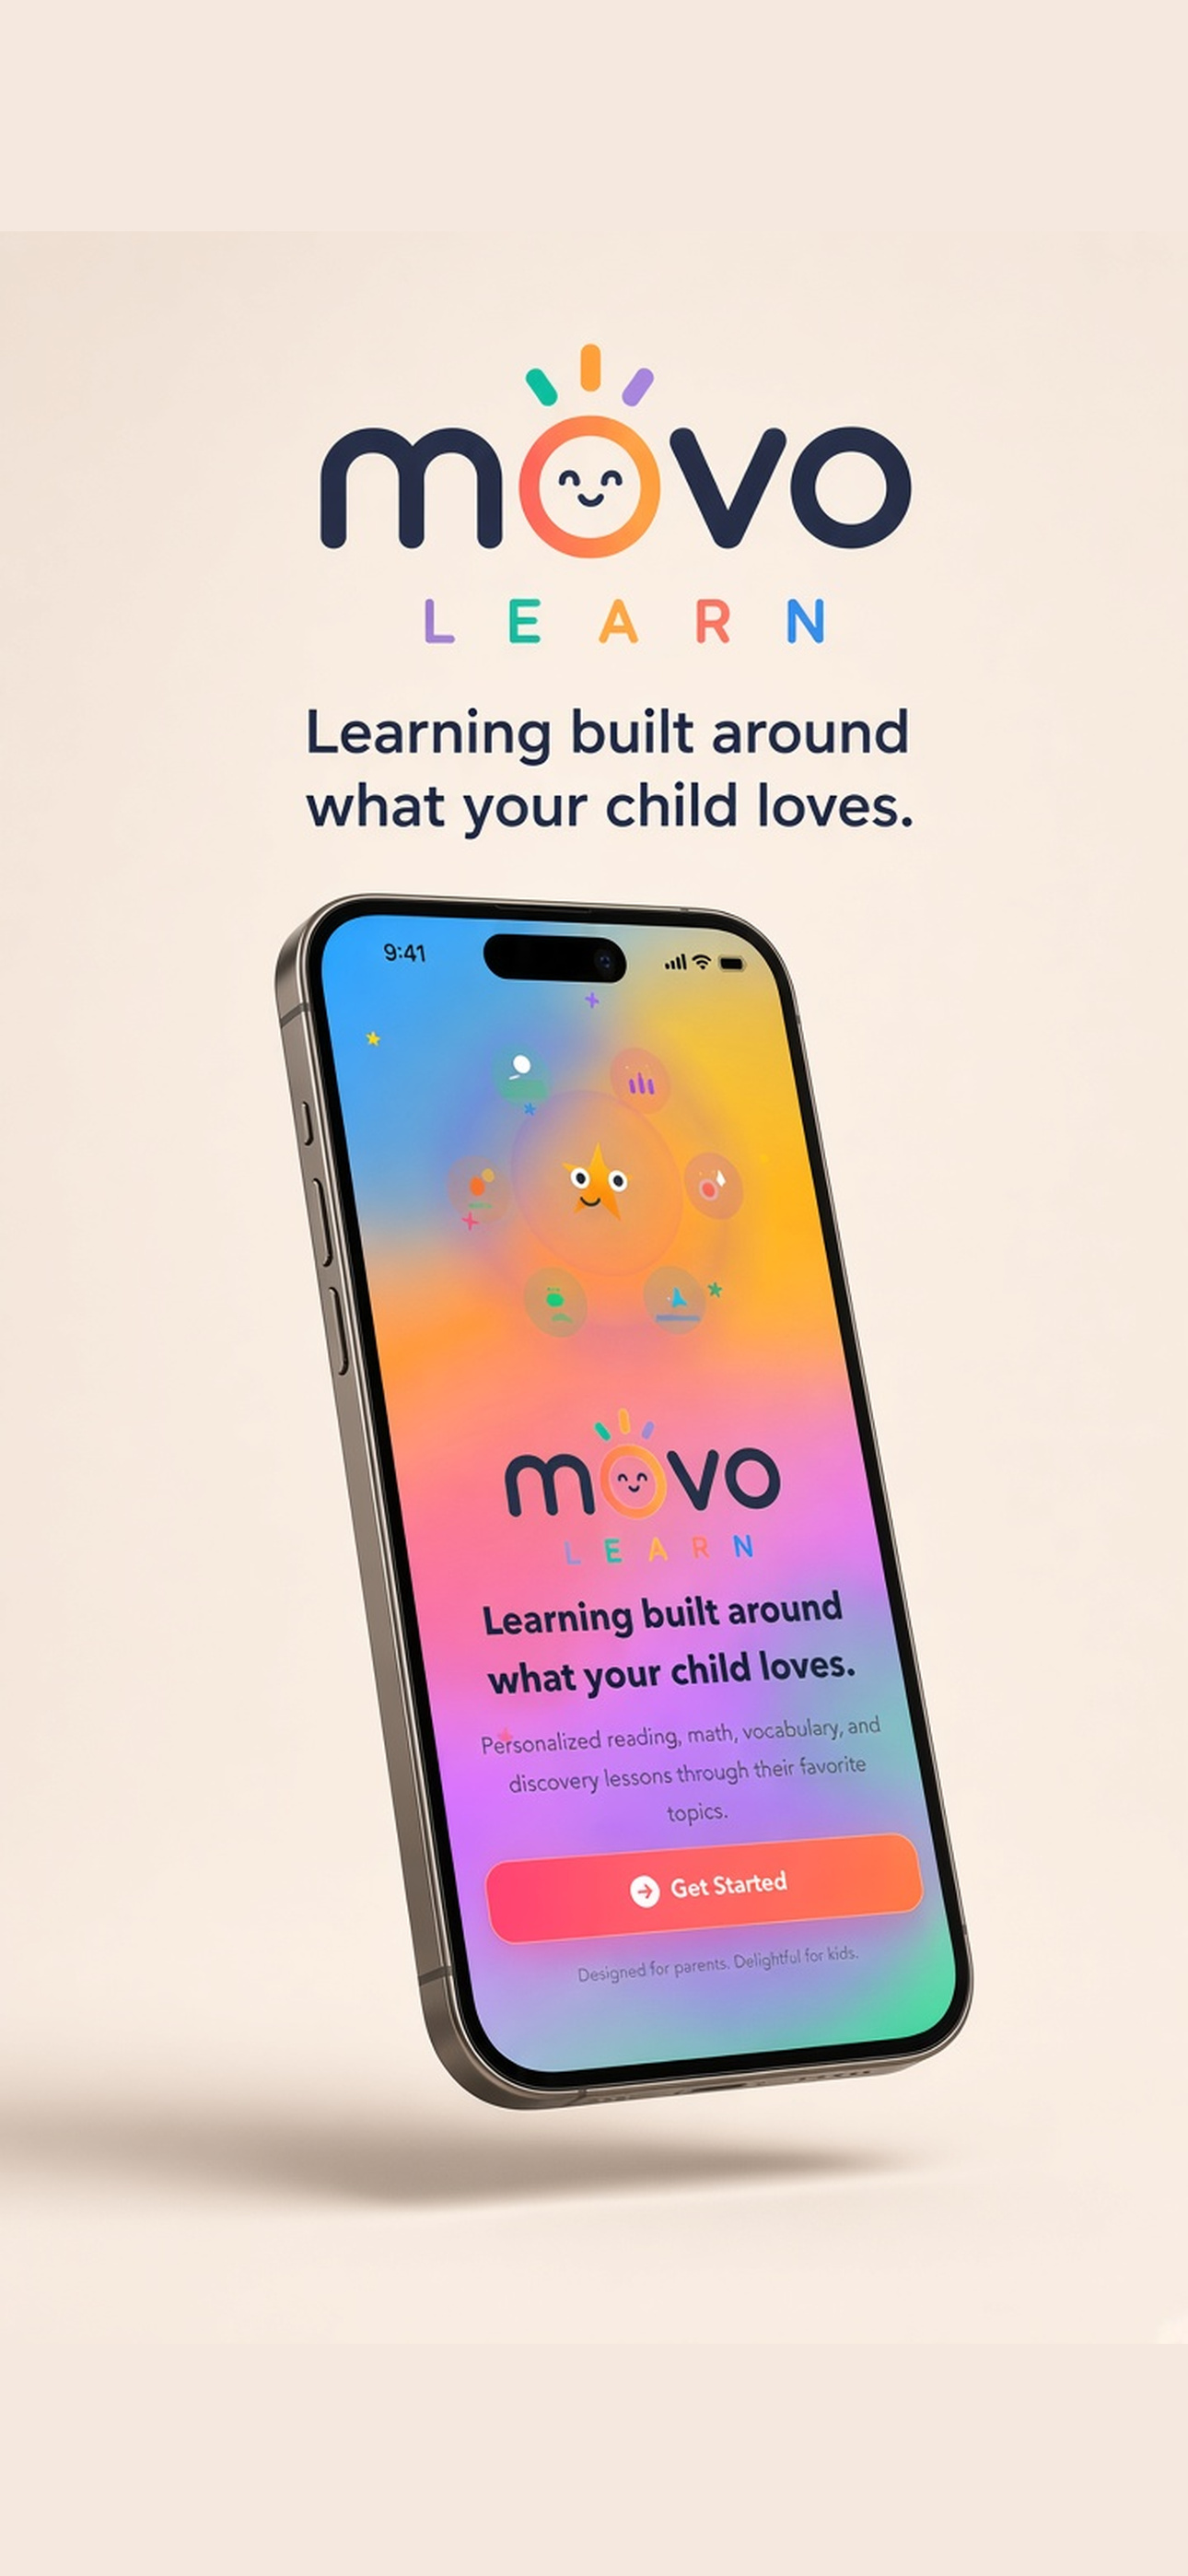 movo
LEARN
Learning built around
what your child loves.
9:41
movo
LEARN
Learning built around
what your child loves.
Personalized reading, math, vocabulary, and
discovery lessons through their favorite
topics.
Get Started
Designed for parents. Delightful for kids.